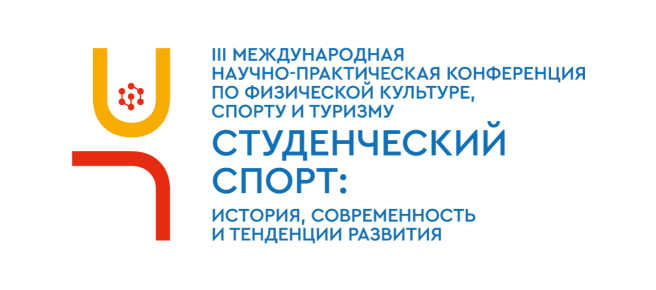 III МЕЖДУНАРОДНАЯ
НАУЧНО-ПРАКТИЧЕСКАЯ КОНФЕРЕНЦИЯ
ПО ФИЗИЧЕСКОЙ КУЛЬТУРЕ,
СПОРТУ И ТУРИЗМУ
СТУДЕНЧЕСКИЙ
СПОРТ:
ИСТОРИЯ, СОВРЕМЕННОСТЬ
И ТЕНДЕНЦИИ РАЗВИТИЯ